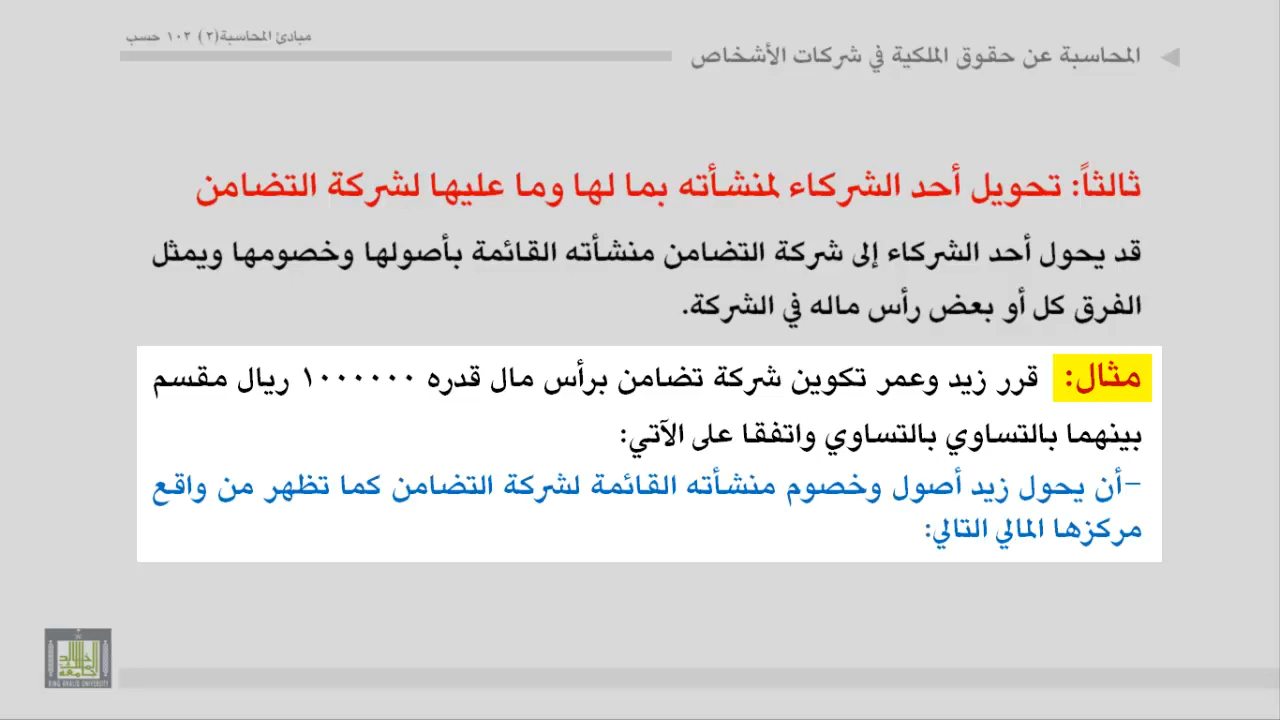 مبادئ المحاسبة(٢) ١٠٢ حسب
المحاسبة عن حقوق الملكية في شركات الأشخاص
ثالثاً: تحويل أحد الشركاء لمنشأته بما لها وما عليها لشركة التضامن
قد يحول أحد الشركاء إلى شركة التضامن منشأته القائمة بأصولها وخصومها ويمثل
الفرق كل أو بعض رأس ماله في الشركة.
مثال: قرر زيد وعمر تكوين شركة تضامن برأس مال قدره ١٠٠٠٠٠٠ ريال مقسم
بينهما بالتساوي بالتساوي واتفقا على الآتي:
-أن يحول زيد أصول وخصوم منشأته القائمة لشركة التضامن كما تظهر من واقع
مركزها المالي التالي:
KING KHALID UNIVERSITY